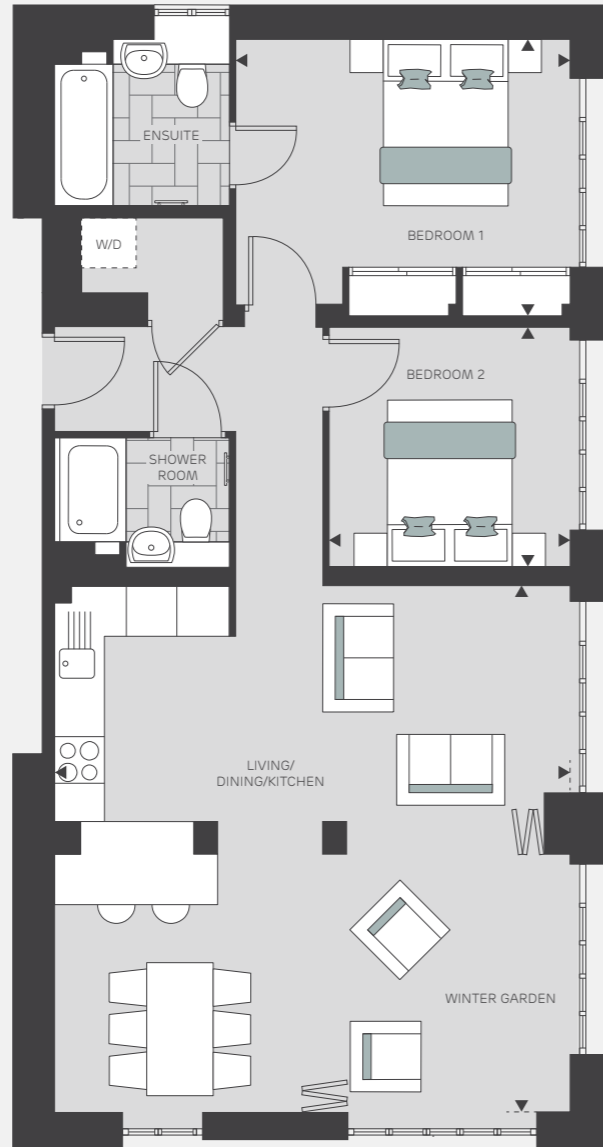 ENSUITE
W/D
BEDROOM 1
BEDROOM 2
SHOWER
ROOM
LIVING/
DINING/KITCHEN
WINTER GARDEN